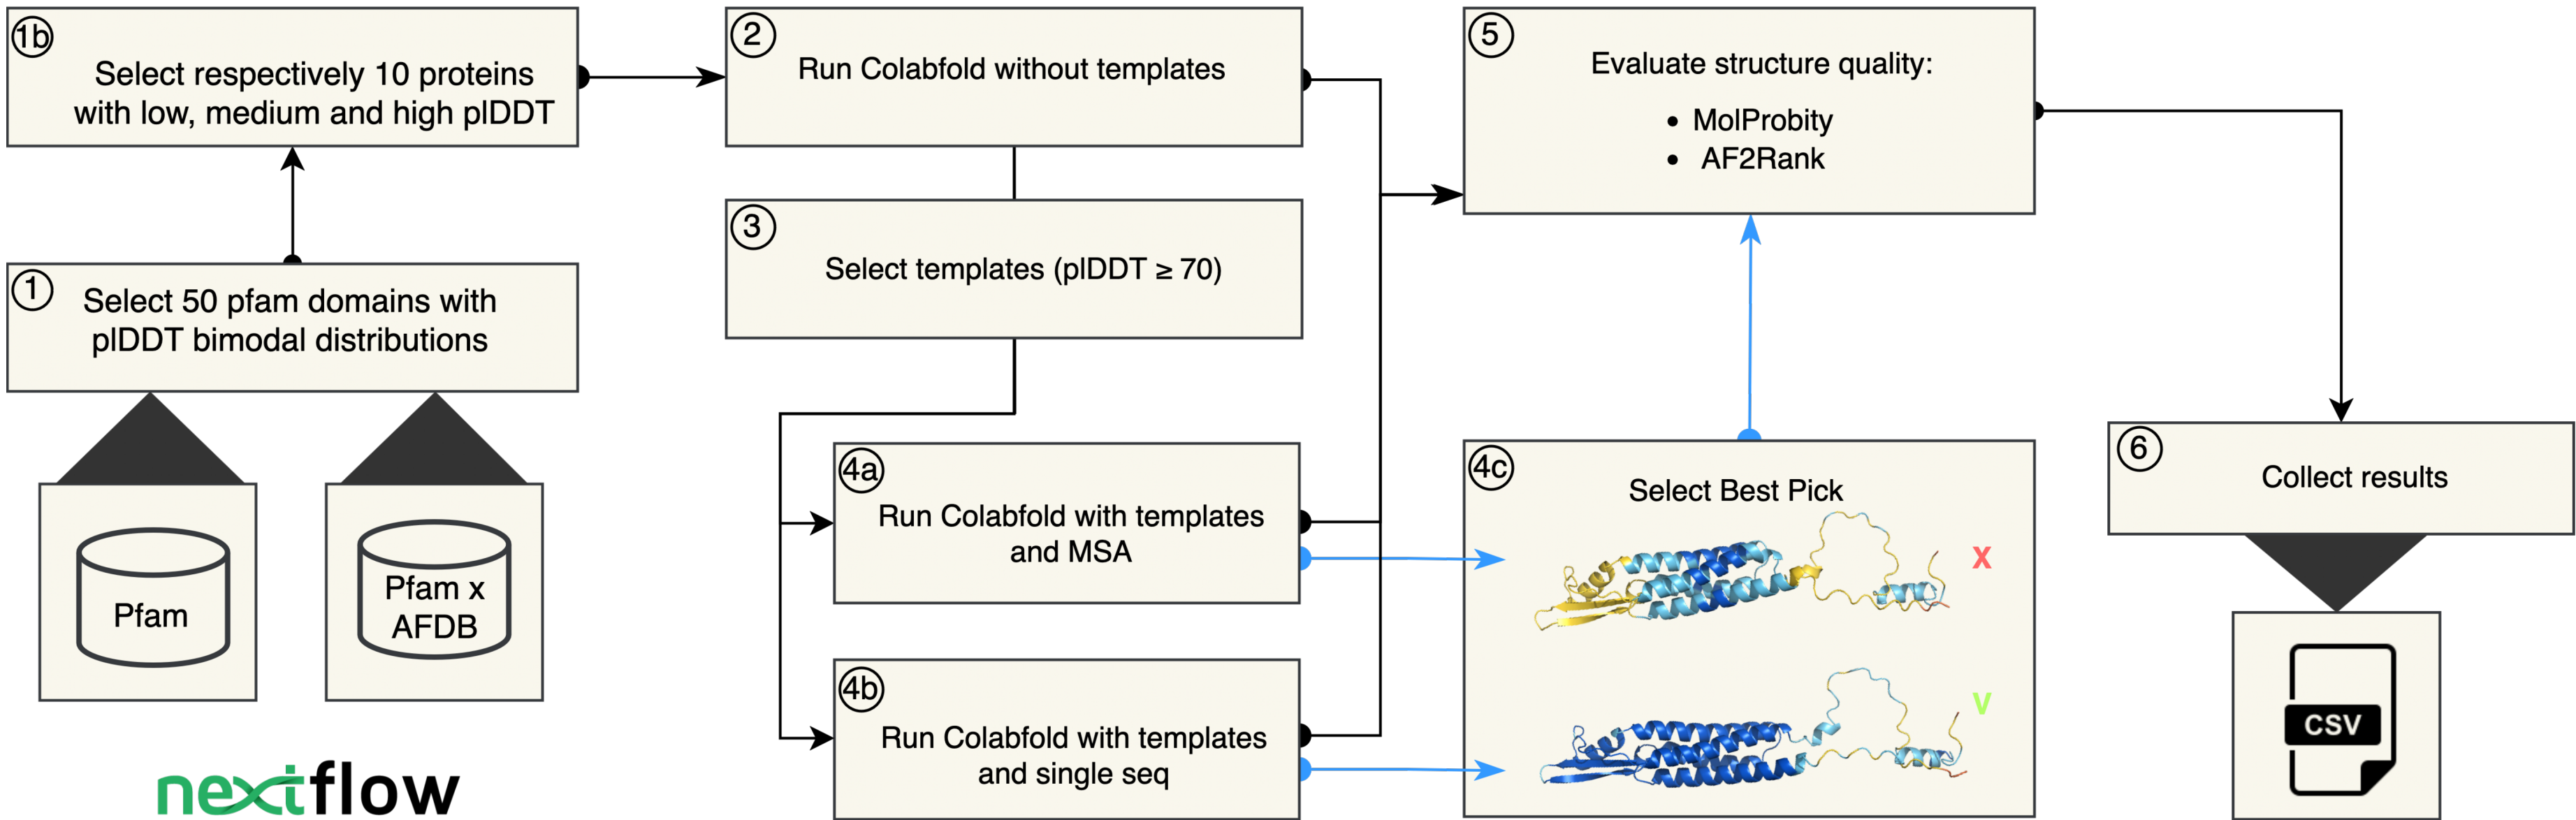 1b
Select respectively 10 proteins
with low, medium and high plDDT
1
Select 50 pfam domains with
plDDT bimodal distributions
Pfam
Pfam x
AFDB
nextflow
2
Run Colabfold without templates
3
Select templates (plDDT ≥ 70)
4a
Run Colabfold with templates
and MSA
4b
Run Colabfold with templates
and single seq
5
Evaluate structure quality:
• MolProbity
• AF2Rank
4c
Select Best Pick
X
V
6
Collect results
CSV